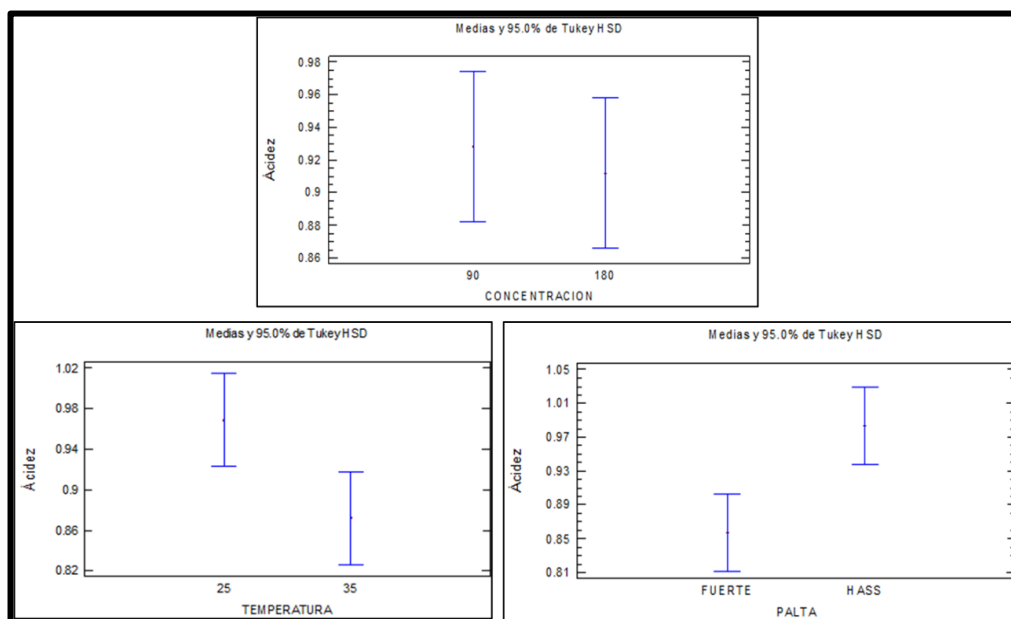 Medias y 95.0% de Tukey HSD
0.98
0.96
0.94
0.92
0.9
0.88
0.86
Àcidez
90 180
CONCENTRACION
Medias y 95.0% de Tukey HSD
1.02
0.98
0.94
0.9
0.86
0.82
Àcidez
25 35
TEMPERATURA
Medias y 95.0% de Tukey HSD
1.05
1.01
0.97
0.93
0.89
0.85
0.81
Àcidez
FUERTE HASS
PALTA